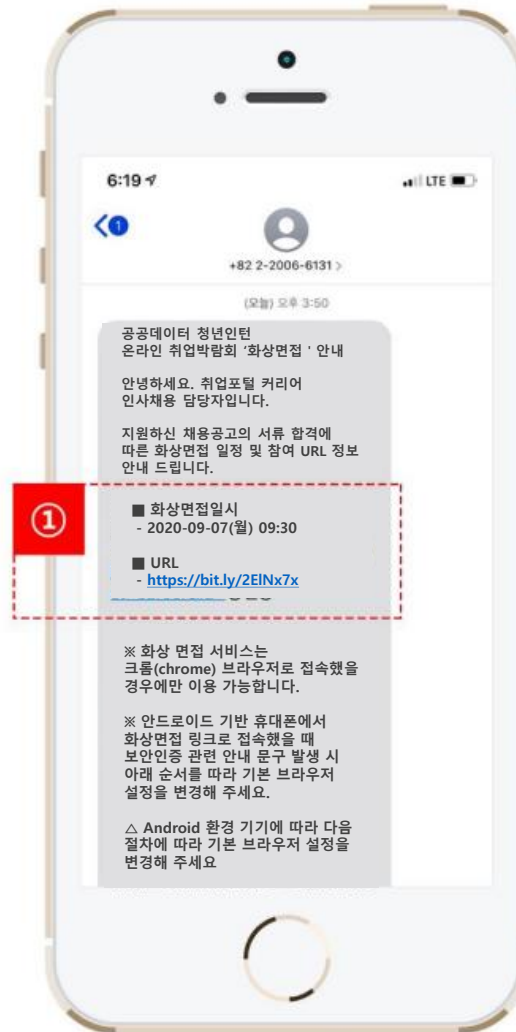 6:19
LTE
1
+82 2-2006-6131 >
(오늘) 오후 3:50
공공데이터 청년인턴
온라인 취업박람회 ‘화상면접 ' 안내
안녕하세요. 취업포털 커리어
인사채용 담당자입니다.
지원하신 채용공고의 서류 합격에
따른 화상면접 일정 및 참여 URL 정보
안내 드립니다.
①
■ 화상면접일시
- 2020-09-07(월) 09:30
■ URL
- https://bit.ly/2ElNx7x
※ 화상 면접 서비스는
크롬(chrome) 브라우저로 접속했을
경우에만 이용 가능합니다.
※ 안드로이드 기반 휴대폰에서
화상면접 링크로 접속했을 때
보안인증 관련 안내 문구 발생 시
아래 순서를 따라 기본 브라우저
설정을 변경해 주세요.
△ Android 환경 기기에 따라 다음
절차에 따라 기본 브라우저 설정을
변경해 주세요